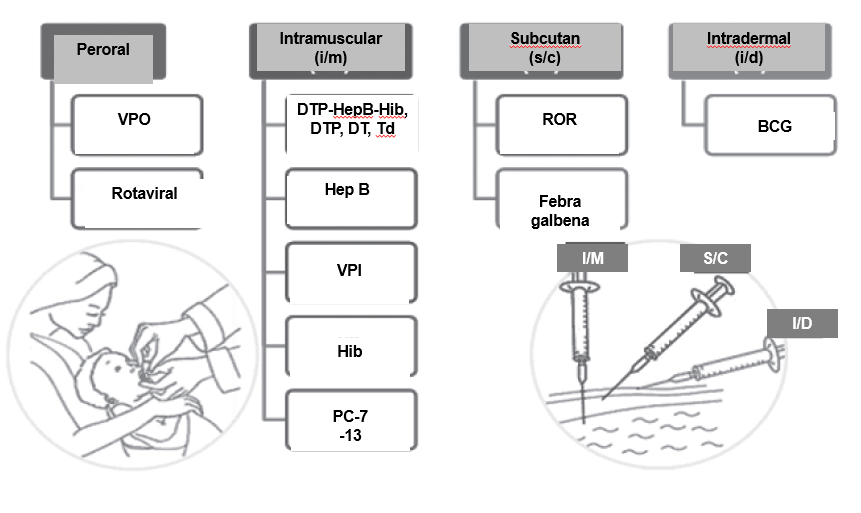 Peroral
VPO
Rotaviral
Intramuscular
(i/m)
DTP-HepB-Hib,
DTP, DT, Td
Hep B
VPI
Hib
PC-7
-13
Subcutan
(s/c)
ROR
Febra
galbena
Intradermal
(i/d)
BCG
I/M
S/C
I/D